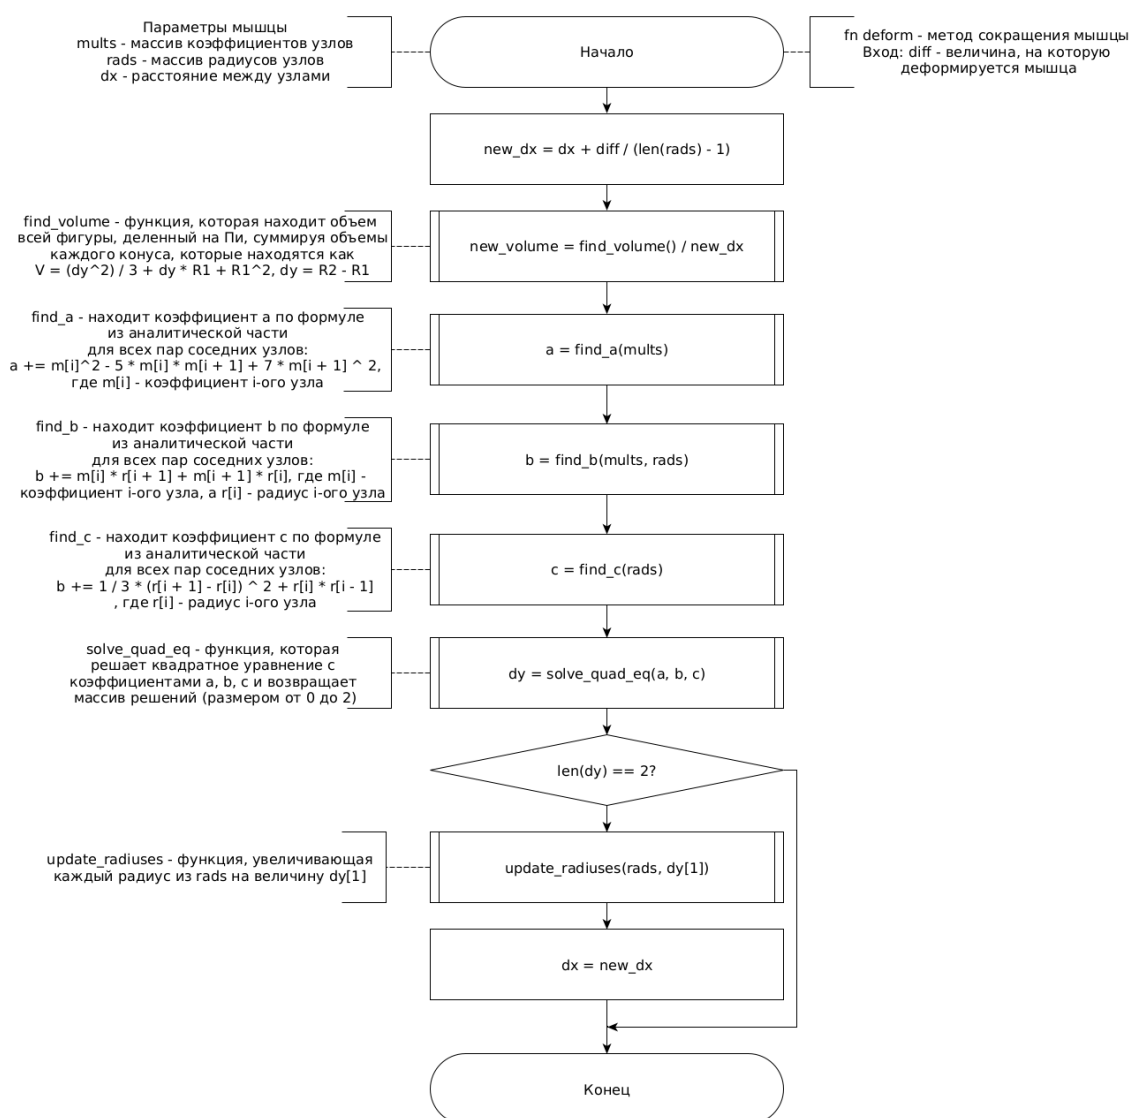 Параметры мышцы
mults - массив коэффициентов узлов
rads - массив радиусов узлов
dx - расстояние между узлами
Начало
fn deform - метод сокращения мышцы
Вход: diff - величина, на которую
деформируется мышца
new_dx = dx + diff / (len(rads) - 1)
find_volume - функция, которая находит объем
всей фигуры, деленный на Пи, суммируя объемы
каждого конуса, которые находятся как
V = (dy^2) / 3 + dy * R1 + R1^2, dy = R2 - R1
new_volume = find_volume() / new_dx
find_a - находит коэффициент a по формуле
из аналитической части
для всех пар соседних узлов:
a += m[i]^2 - 5 * m[i] * m[i + 1] + 7 * m[i + 1] ^ 2,
где m[i] - коэффициент i-ого узла
a = find_a(mults)
find_b - находит коэффициент b по формуле
из аналитической части
для всех пар соседних узлов:
b += m[i] * r[i + 1] + m[i + 1] * r[i], где m[i] -
коэффициент i-ого узла, а r[i] - радиус i-ого узла
b = find_b(mults, rads)
find_c - находит коэффициент c по формуле
из аналитической части
для всех пар соседних узлов:
b += 1 / 3 * (r[i + 1] - r[i]) ^ 2 + r[i] * r[i - 1]
, где r[i] - радиус i-ого узла
c = find_c(rads)
solve_quad_eq - функция, которая
решает квадратное уравнение с
коэффициентами a, b, c и возвращает
массив решений (размером от 0 до 2)
dy = solve_quad_eq(a, b, c)
len(dy) == 2?
update_radiuses - функция, увеличивающая
каждый радиус из rads на величину dy[1]
update_radiuses(rads, dy[1])
dx = new_dx
Конец